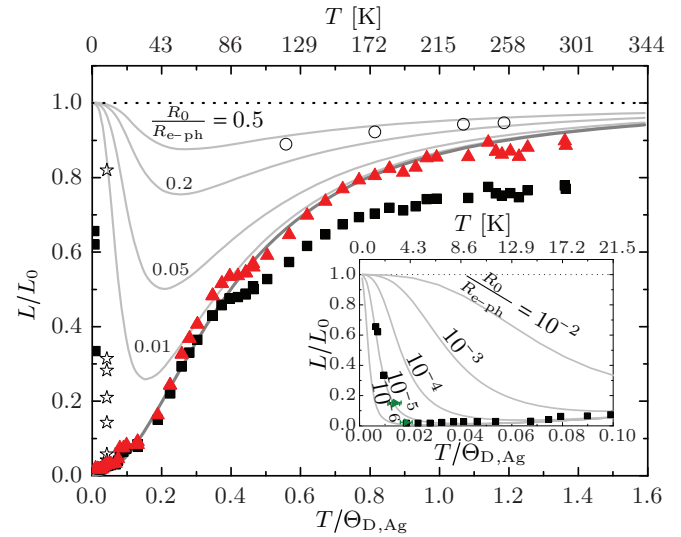 T [K]
0 43 86 129 172 215 258 301 344
1.0
0.8
0.6
0.4
0.2
0.0
L/L0
R0/Re−ph = 0.5
0.2
0.05
0.01
0.0 0.2 0.4 0.6 0.8 1.0 1.2 1.4 1.6
T/ΘD,Ag
T [K]
0.0 4.3 8.6 12.9 17.2 21.5
1.0
0.8
0.6
0.4
0.2
0.0
L/L0
R0/Re−ph = 10−2
10−3
10−4
10−5
10−6
0.00 0.02 0.04 0.06 0.08 0.10
T/ΘD,Ag